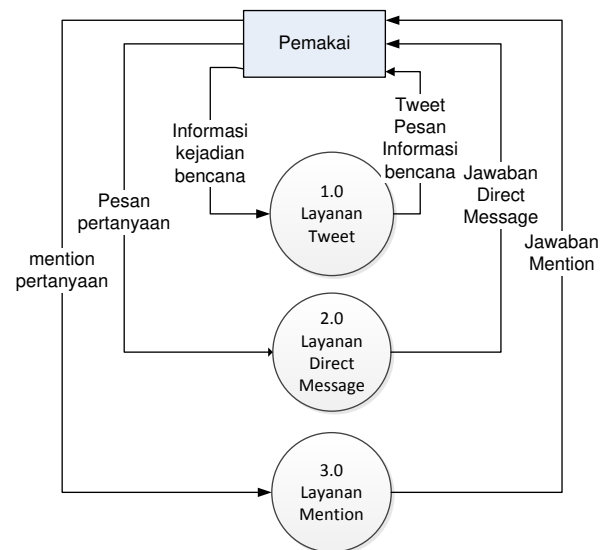 Pemakai
Informasi
kejadian
bencana
Tweet
Pesan
Informasi
bencana
Pesan
pertanyaan
Jawaban
Direct
Message
mention
pertanyaan
Jawaban
Mention
1.0
Layanan
Tweet
2.0
Layanan
Direct
Message
3.0
Layanan
Mention